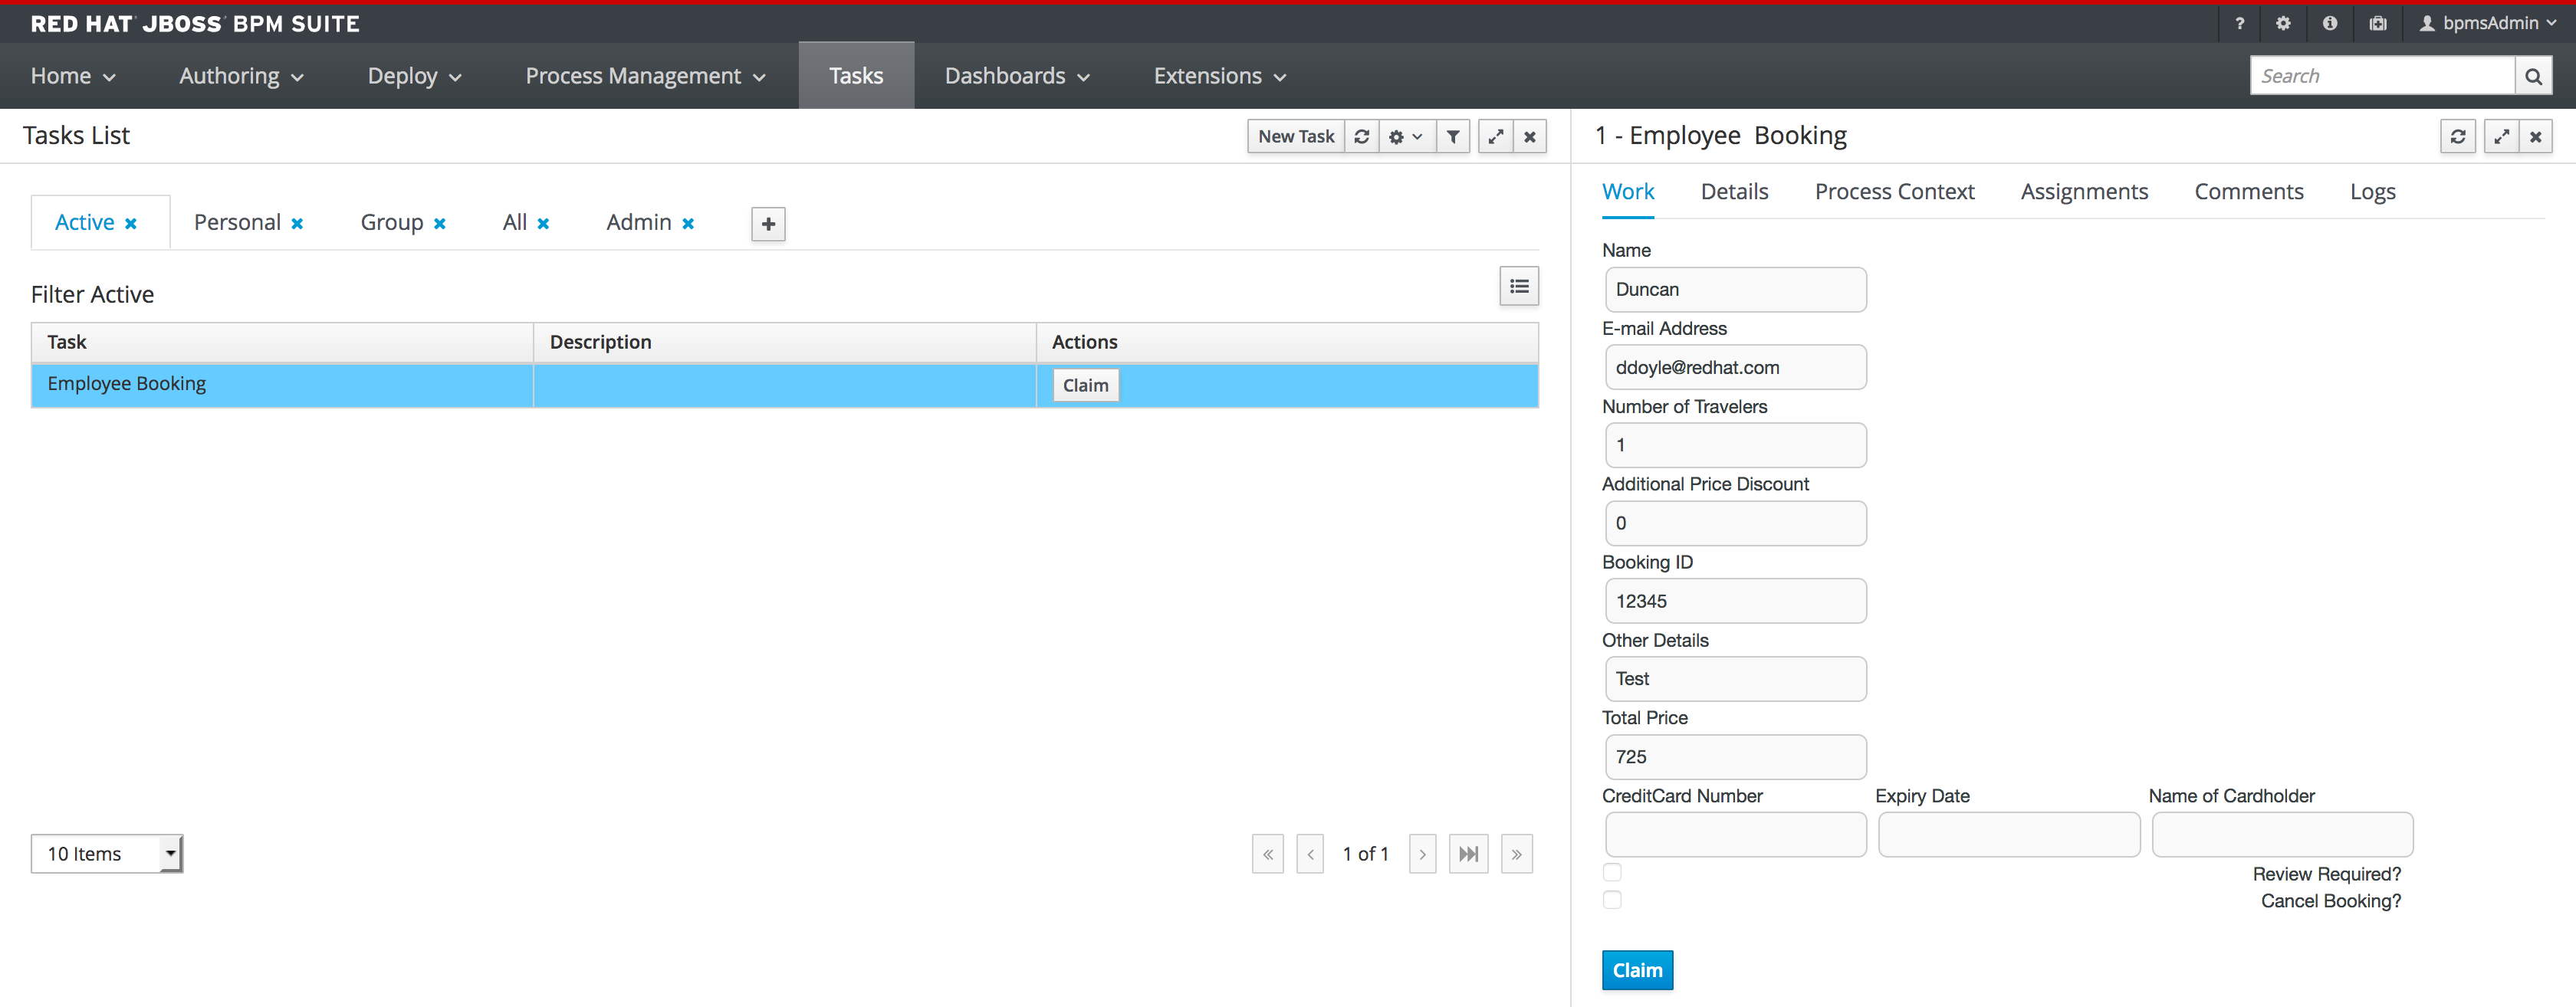 RED HAT JBOSS BPM SUITE
? bpmsAdmin
Home Authoring Deploy Process Management Tasks Dashboards Extensions Search
Tasks List New Task
Active Personal Group All Admin
Filter Active
Task Description Actions
Employee Booking Claim
10 Items 1 of 1
1 - Employee Booking
Work Details Process Context Assignments Comments Logs
Name
Duncan
E-mail Address
ddoyle@redhat.com
Number of Travelers
1
Additional Price Discount
0
Booking ID
12345
Other Details
Test
Total Price
725
CreditCard Number Expiry Date Name of Cardholder
Review Required?
Cancel Booking?
Claim